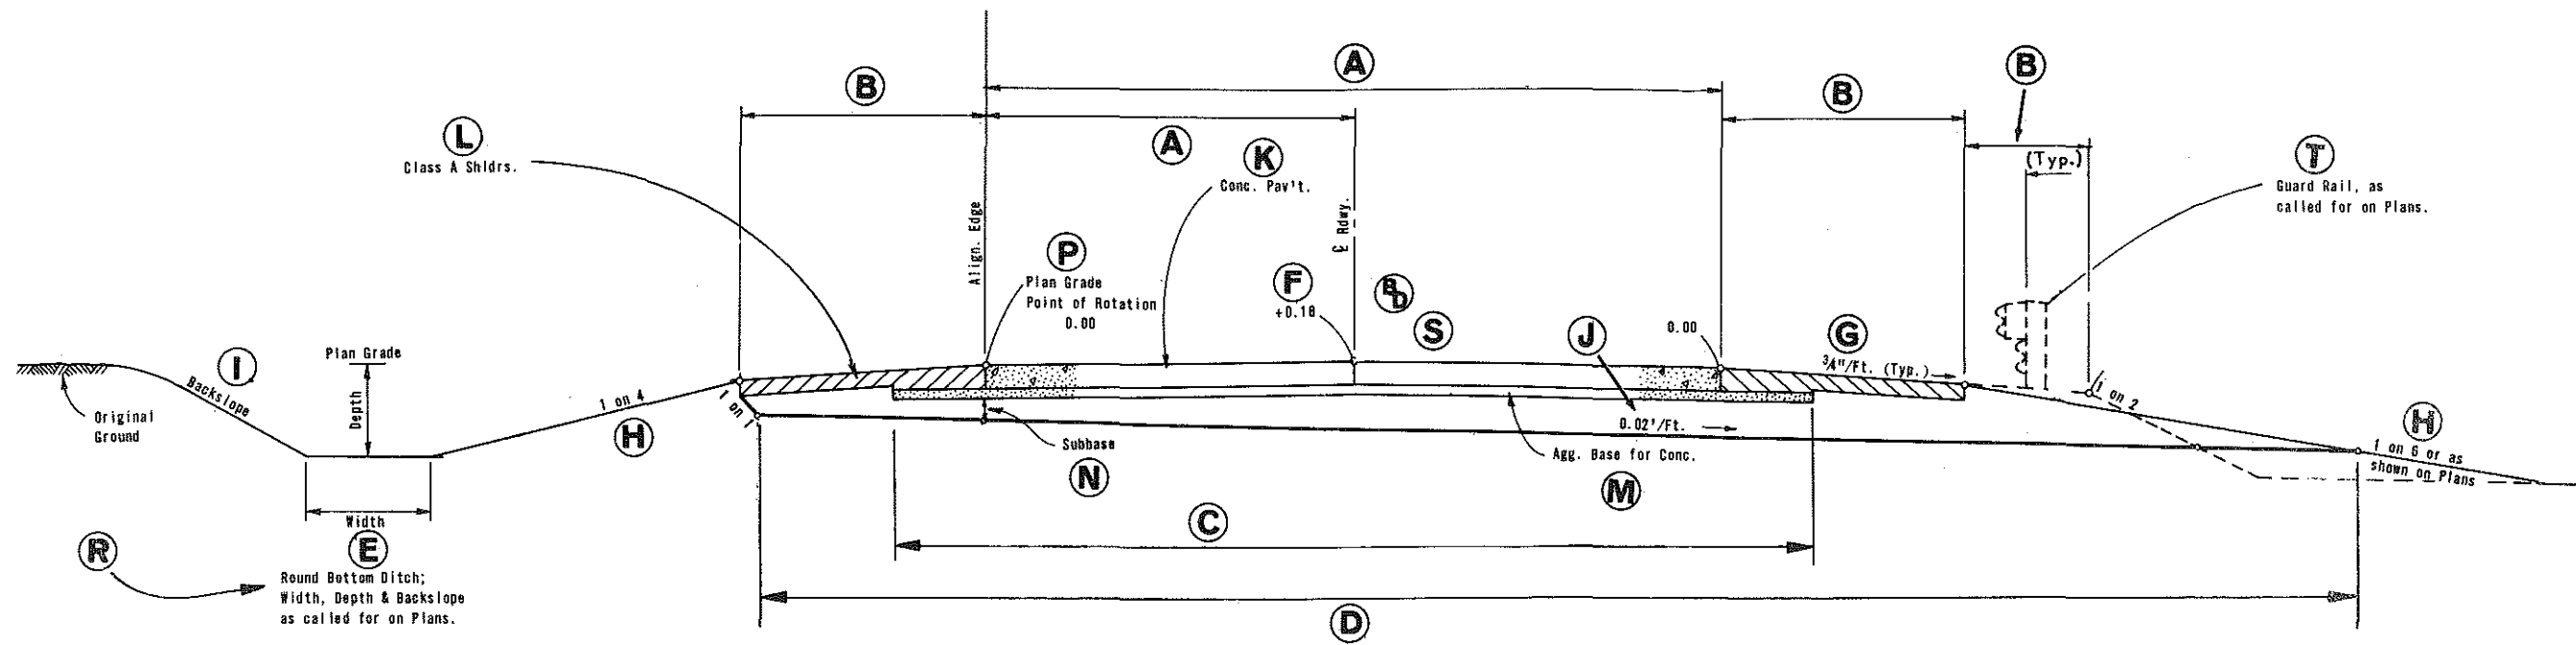 A
B
B
B
L
Class A Shldrs.
A
K
Conc. Pav't.
(Typ.)
T
Guard Rail, as
called for on Plans.
Align. Edge
℄ Rdwy.
P
Plan Grade
Point of Rotation
0.00
F
+0.18
B D
S
J
0.00
G
3/4"/Ft. (Typ.)
I
Backslope
Plan Grade
Depth
Original
Ground
1 on 4
H
1 on 1
0.02'/Ft.
1 on 2
H
1 on 6 or as
shown on Plans
Subbase
N
Agg. Base for Conc.
M
Width
C
R
E
Round Bottom Ditch;
Width, Depth & Backslope
as called for on Plans.
D